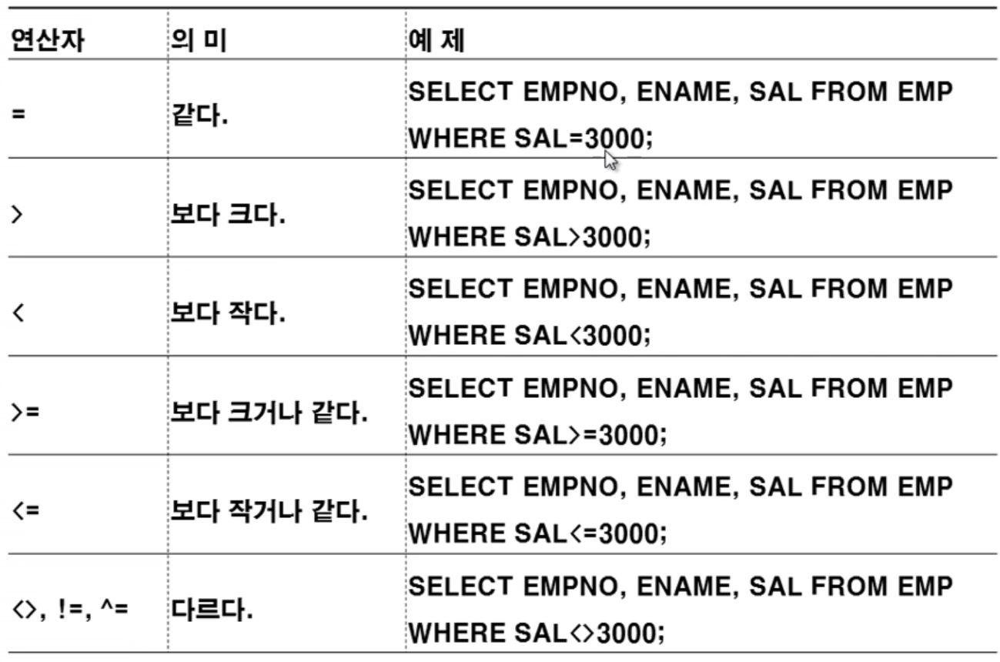 연산자 의 미 예 제
= 같다. SELECT EMPNO, ENAME, SAL FROM EMP
WHERE SAL=3000;
> 보다 크다. SELECT EMPNO, ENAME, SAL FROM EMP
WHERE SAL>3000;
< 보다 작다. SELECT EMPNO, ENAME, SAL FROM EMP
WHERE SAL<3000;
>= 보다 크거나 같다. SELECT EMPNO, ENAME, SAL FROM EMP
WHERE SAL>=3000;
<= 보다 작거나 같다. SELECT EMPNO, ENAME, SAL FROM EMP
WHERE SAL<=3000;
<>, !=, ^= 다르다. SELECT EMPNO, ENAME, SAL FROM EMP
WHERE SAL<>3000;